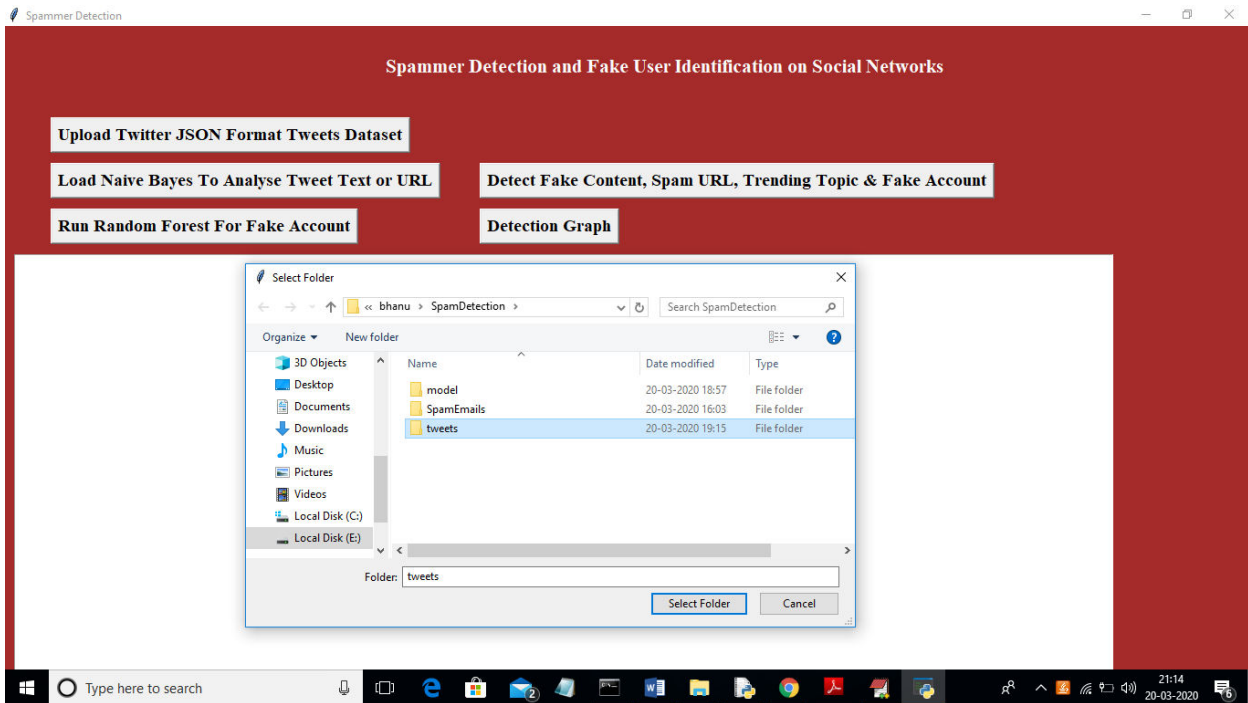 Spammer Detection
Spammer Detection and Fake User Identification on Social Networks
Upload Twitter JSON Format Tweets Dataset
Load Naive Bayes To Analyse Tweet Text or URL
Detect Fake Content, Spam URL, Trending Topic & Fake Account
Run Random Forest For Fake Account
Detection Graph
Select Folder
« bhanu › SpamDetection ›
Search SpamDetection
Organize
New folder
3D Objects
Desktop
Documents
Downloads
Music
Pictures
Videos
Local Disk (C:)
Local Disk (E:)
Name Date modified Type
model 20-03-2020 18:57 File folder
SpamEmails 20-03-2020 16:03 File folder
tweets 20-03-2020 19:15 File folder
Folder: tweets
Select Folder
Cancel
Type here to search
2
21:14
20-03-2020
6